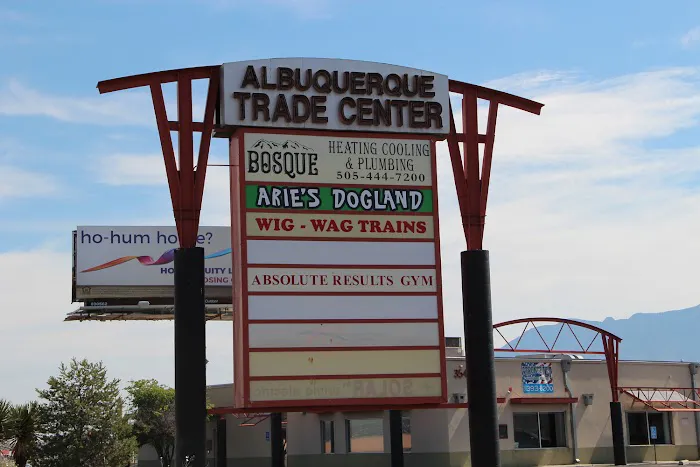 ALBUQUERQUE
TRADE CENTER
BOSQUE
HEATING COOLING
& PLUMBING
505-444-7200
ARIE'S DOGLAND
WIG - WAG TRAINS
ABSOLUTE RESULTS GYM
SOLAR
ho-hum